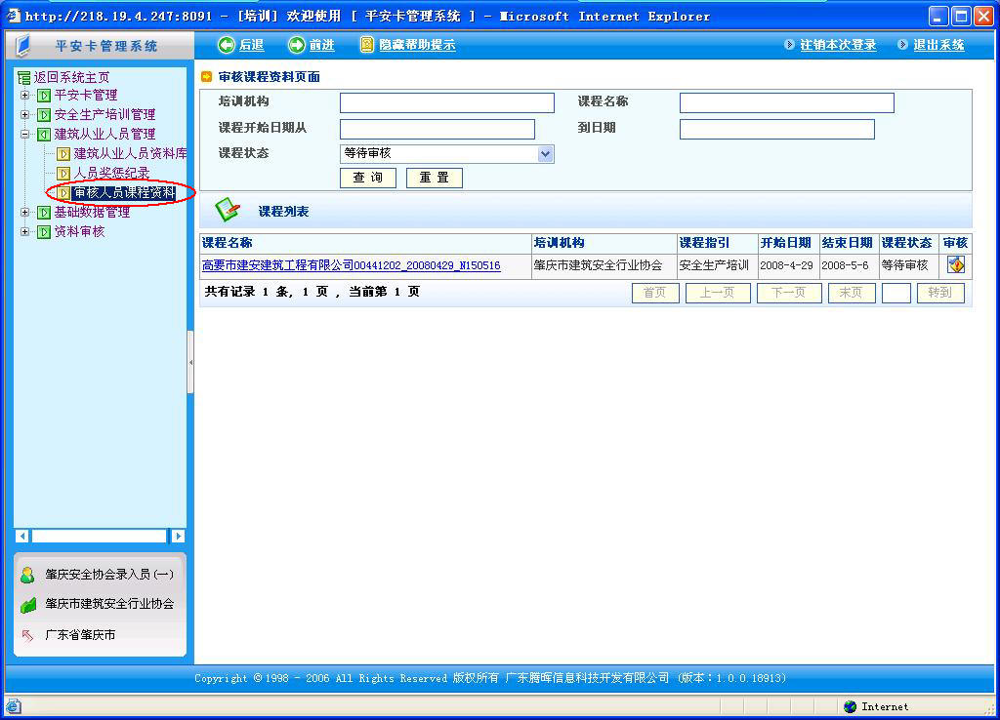 http://218.19.4.247:8091 - [培训] 欢迎使用 [ 平安卡管理系统 ] - Microsoft Internet Explorer
平安卡管理系统 后退 前进 隐藏帮助提示 注销本次登录 退出系统
返回系统主页
平安卡管理
安全生产培训管理
建筑从业人员管理
建筑从业人员资料库
人员奖惩纪录
审核人员课程资料
基础数据管理
资料审核
肇庆安全协会录入员(一)
肇庆市建筑安全行业协会
广东省肇庆市
审核课程资料页面
培训机构 课程名称
课程开始日期从 到日期
课程状态 等待审核
查 询 重 置
课程列表
课程名称 培训机构 课程指引 开始日期 结束日期 课程状态 审核
高要市建安建筑工程有限公司00441202_20080429_N150516 肇庆市建筑安全行业协会 安全生产培训 2008-4-29 2008-5-6 等待审核
共有记录 1 条, 1 页 , 当前第 1 页 首页 上一页 下一页 末页 转到
Copyright ©1998 - 2006 All Rights Reserved 版权所有 广东腾晖信息科技开发有限公司 (版本:1.0.0.18913)
Internet